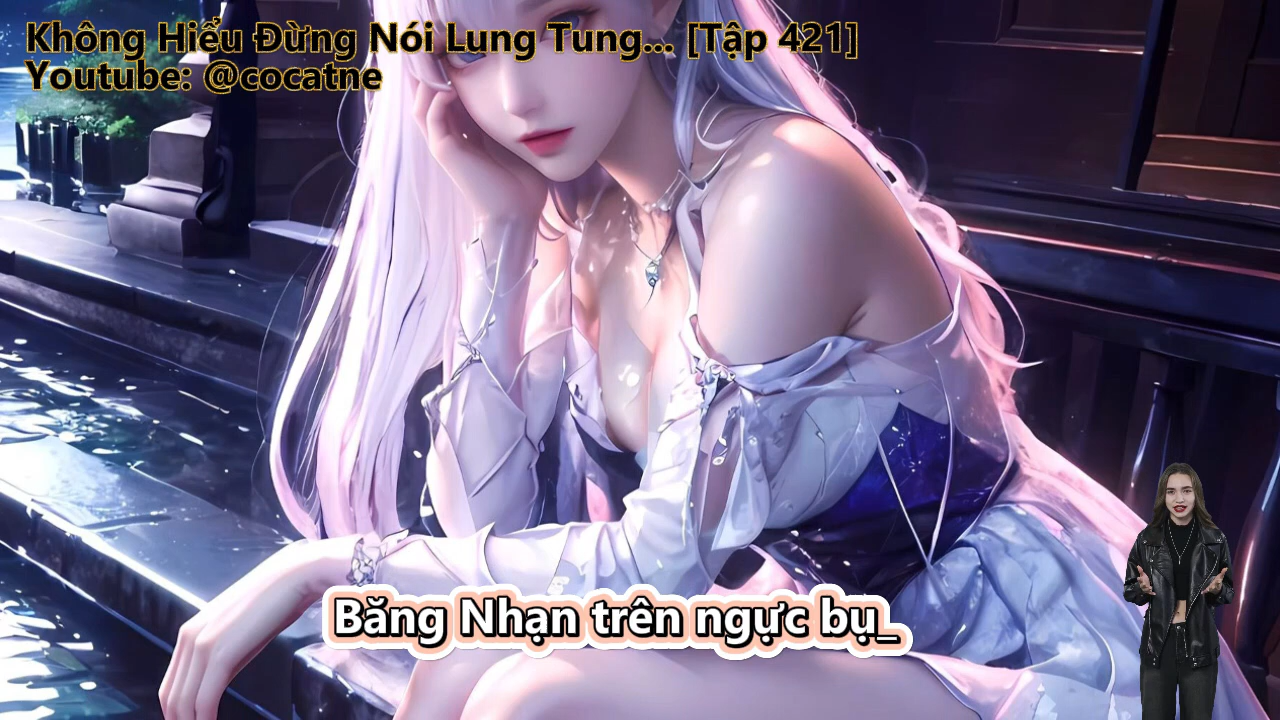 Không Hiểu Đừng Nói Lung Tung... [Tập 421]
Youtube: @cocatne
Băng Nhạn trên ngực bụ_